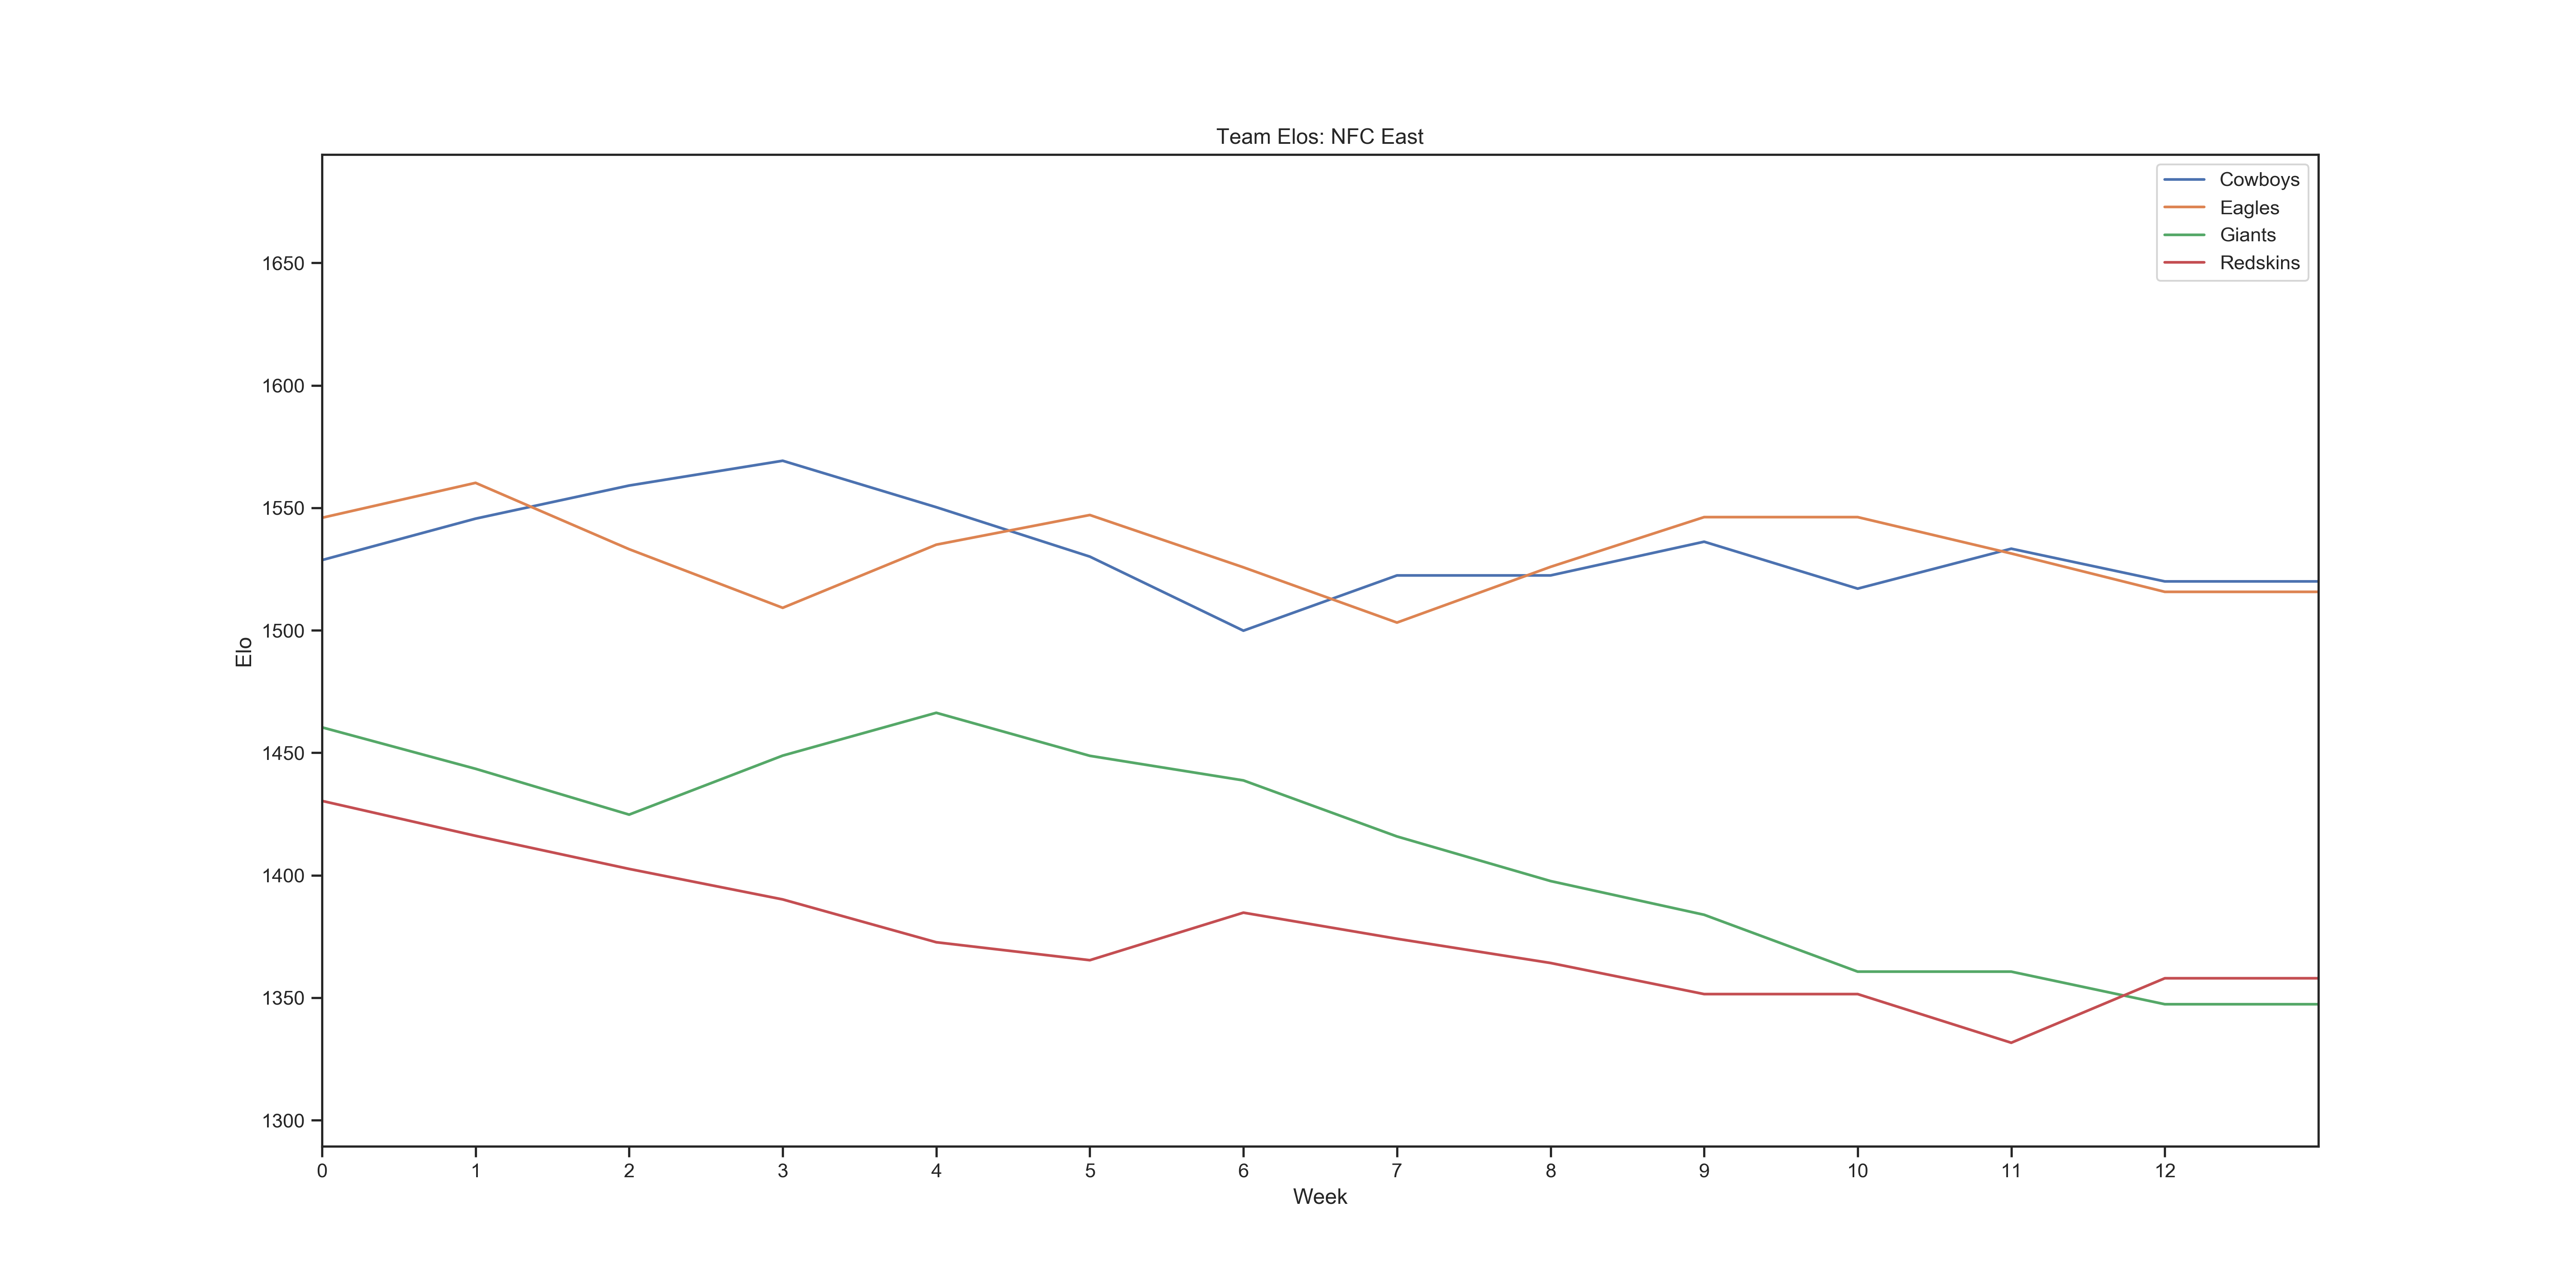 Team Elos: NFC East
Cowboys
Eagles
Giants
Redskins
1650
1600
1550
1500
1450
1400
1350
1300
Elo
0 1 2 3 4 5 6 7 8 9 10 11 12
Week